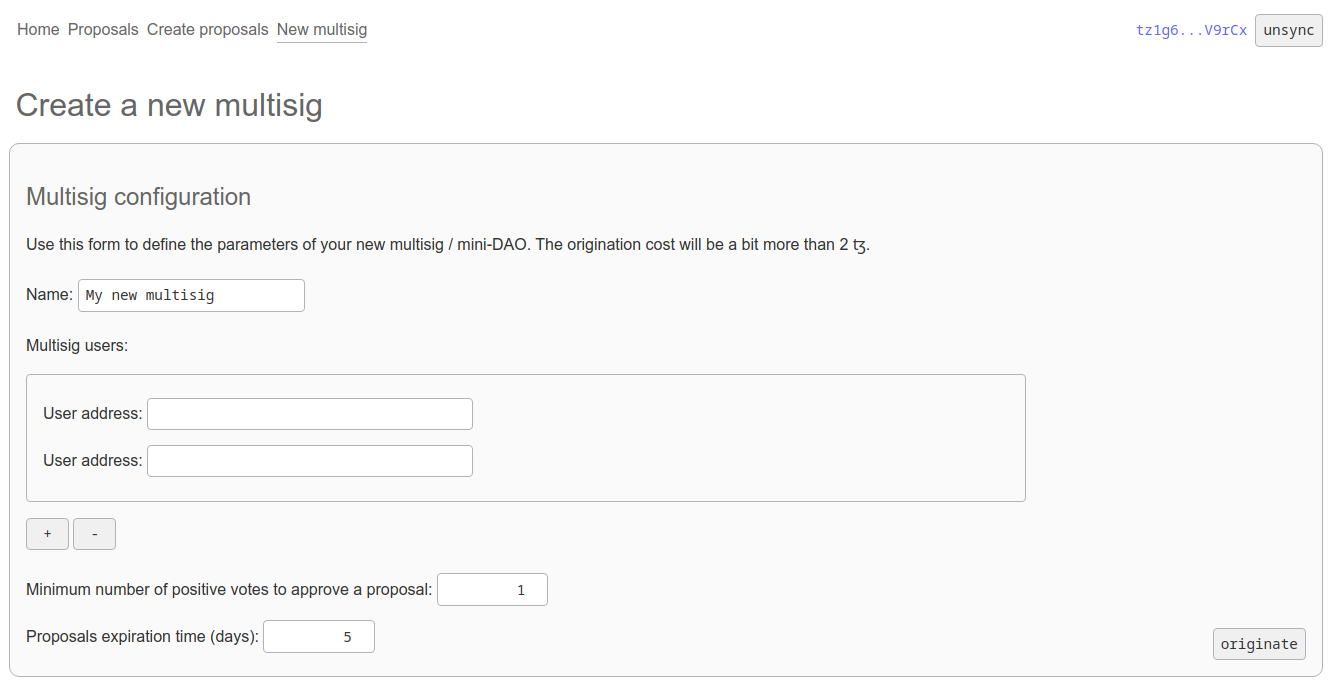 Home Proposals Create proposals New multisig tz1g6...V9rCx unsync
Create a new multisig
Multisig configuration
Use this form to define the parameters of your new multisig / mini-DAO. The origination cost will be a bit more than 2 ꜩ.
Name: My new multisig
Multisig users:
User address:
User address:
+ -
Minimum number of positive votes to approve a proposal: 1
Proposals expiration time (days): 5
originate